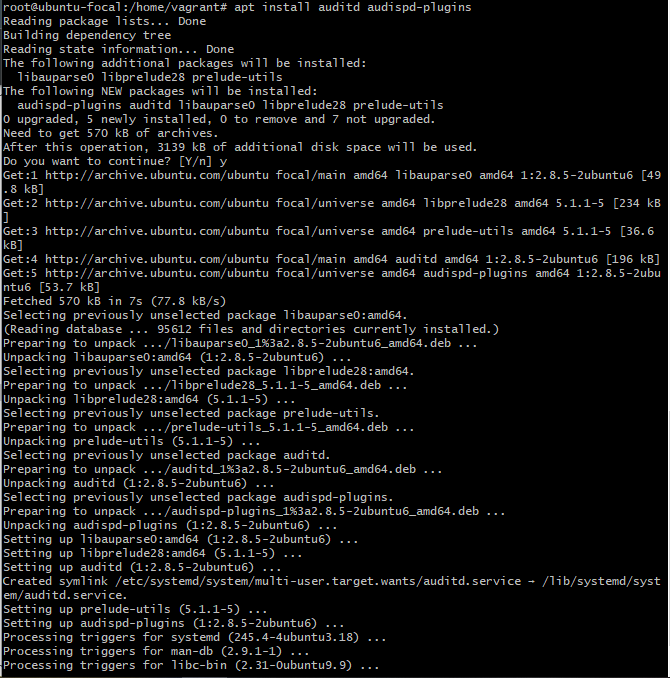 root@ubuntu-focal:/home/vagrant# apt install auditd audispd-plugins
Reading package lists... Done
Building dependency tree
Reading state information... Done
The following additional packages will be installed:
  libauparse0 libprelude28 prelude-utils
The following NEW packages will be installed:
  audispd-plugins auditd libauparse0 libprelude28 prelude-utils
0 upgraded, 5 newly installed, 0 to remove and 7 not upgraded.
Need to get 570 kB of archives.
After this operation, 3139 kB of additional disk space will be used.
Do you want to continue? [Y/n] y
Get:1 http://archive.ubuntu.com/ubuntu focal/main amd64 libauparse0 amd64 1:2.8.5-2ubuntu6 [49
.8 kB]
Get:2 http://archive.ubuntu.com/ubuntu focal/universe amd64 libprelude28 amd64 5.1.1-5 [234 kB
]
Get:3 http://archive.ubuntu.com/ubuntu focal/universe amd64 prelude-utils amd64 5.1.1-5 [36.6
kB]
Get:4 http://archive.ubuntu.com/ubuntu focal/main amd64 auditd amd64 1:2.8.5-2ubuntu6 [196 kB]
Get:5 http://archive.ubuntu.com/ubuntu focal/universe amd64 audispd-plugins amd64 1:2.8.5-2ubu
ntu6 [53.7 kB]
Fetched 570 kB in 7s (77.8 kB/s)
Selecting previously unselected package libauparse0:amd64.
(Reading database ... 95612 files and directories currently installed.)
Preparing to unpack .../libauparse0_1%3a2.8.5-2ubuntu6_amd64.deb ...
Unpacking libauparse0:amd64 (1:2.8.5-2ubuntu6) ...
Selecting previously unselected package libprelude28:amd64.
Preparing to unpack .../libprelude28_5.1.1-5_amd64.deb ...
Unpacking libprelude28:amd64 (5.1.1-5) ...
Selecting previously unselected package prelude-utils.
Preparing to unpack .../prelude-utils_5.1.1-5_amd64.deb ...
Unpacking prelude-utils (5.1.1-5) ...
Selecting previously unselected package auditd.
Preparing to unpack .../auditd_1%3a2.8.5-2ubuntu6_amd64.deb ...
Unpacking auditd (1:2.8.5-2ubuntu6) ...
Selecting previously unselected package audispd-plugins.
Preparing to unpack .../audispd-plugins_1%3a2.8.5-2ubuntu6_amd64.deb ...
Unpacking audispd-plugins (1:2.8.5-2ubuntu6) ...
Setting up libauparse0:amd64 (1:2.8.5-2ubuntu6) ...
Setting up libprelude28:amd64 (5.1.1-5) ...
Setting up auditd (1:2.8.5-2ubuntu6) ...
Created symlink /etc/systemd/system/multi-user.target.wants/auditd.service → /lib/systemd/syst
em/auditd.service.
Setting up prelude-utils (5.1.1-5) ...
Setting up audispd-plugins (1:2.8.5-2ubuntu6) ...
Processing triggers for systemd (245.4-4ubuntu3.18) ...
Processing triggers for man-db (2.9.1-1) ...
Processing triggers for libc-bin (2.31-0ubuntu9.9) ...